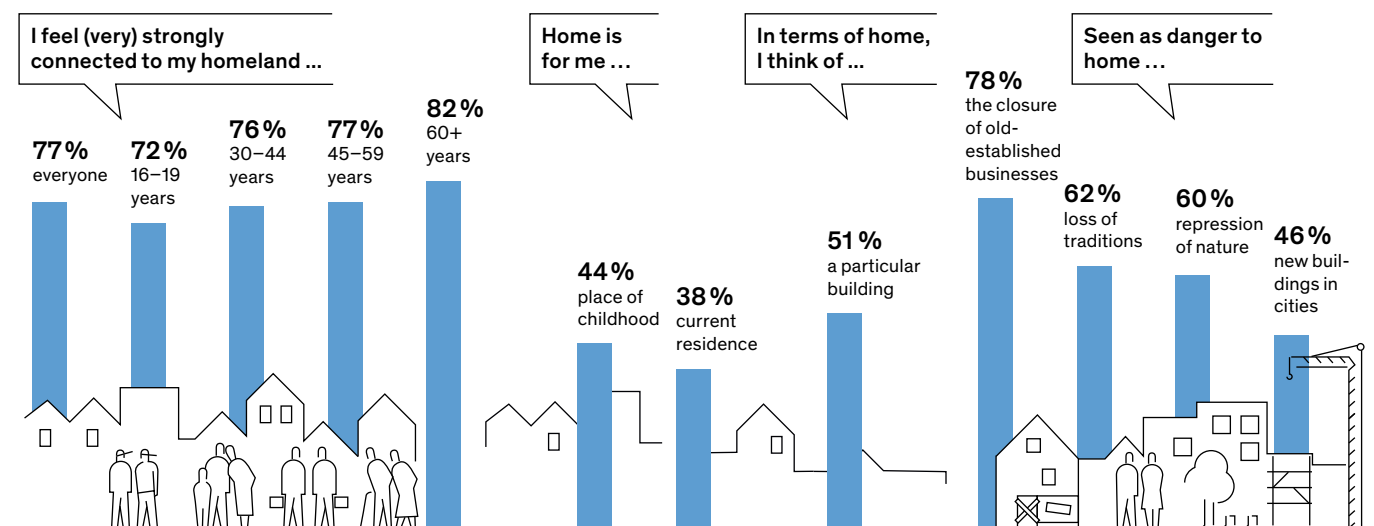 I feel (very) strongly
connected to my homeland ...
77 %
everyone
72 %
16–19
years
76 %
30–44
years
77 %
45–59
years
82 %
60+
years
Home is
for me ...
44 %
place of
childhood
38 %
current
residence
In terms of home,
I think of ...
51 %
a particular
building
Seen as danger to
home ...
78 %
the closure
of old-
established
businesses
62 %
loss of
traditions
60 %
repression
of nature
46 %
new buil-
dings in
cities